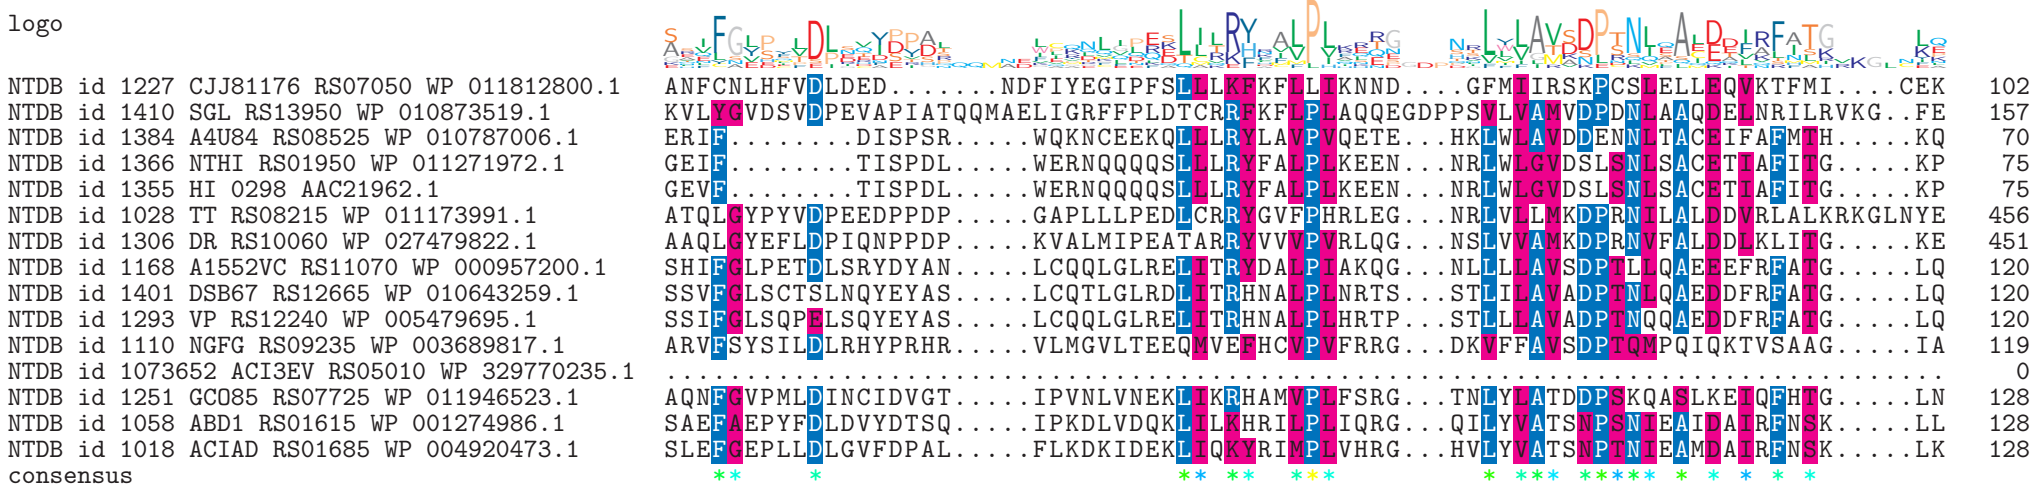 logo
NTDB id 1227 CJJ81176 RS07050 WP 011812800.1 ANFCNLHFVDLDED.......NDFIYEGIPFSLLLKFKFLLIKNND....GFMIIRSKPCSLELLEQVKTFMI....CEK 102
NTDB id 1410 SGL RS13950 WP 010873519.1 KVLYGVDSVDPEVAPIATQQMAELIGRFFPLDTCRRFKFLPLAQQEGDPPSVLVAMVDPDNLAAQDELNRILRVKG..FE 157
NTDB id 1384 A4U84 RS08525 WP 010787006.1 ERIF........DISPSR.....WQKNCEEKQLLLRYLAVPVQETE...HKLWLAVDDENNLTACEIFAFMTH.....KQ 70
NTDB id 1366 NTHI RS01950 WP 011271972.1 GEIF........TISPDL.....WERNQQQQSLLLRYFALPLKEEN...NRLWLGVDSLSNLSACETIAFITG.....KP 75
NTDB id 1355 HI 0298 AAC21962.1 GEVF........TISPDL.....WERNQQQQSLLLRYFALPLKEEN...NRLWLGVDSLSNLSACETIAFITG.....KP 75
NTDB id 1028 TT RS08215 WP 011173991.1 ATQLGYPYVDPEEDPPDP.....GAPLLLPEDLCRRYGVFPHRLEG...NRLVLLMKDPRNILALDDVRLALKRKGLNYE 456
NTDB id 1306 DR RS10060 WP 027479822.1 AAQLGYEFLDPIQNPPDP.....KVALMIPEATARRYVVVPVRLQG...NSLVVAMKDPRNVFALDDLKLITG.....KE 451
NTDB id 1168 A1552VC RS11070 WP 000957200.1 SHIFGLPETDLSRYDYAN.....LCQQLGLRELITRYDALPIAKQG...NLLLLAVSDPTLLQAEEEFRFATG.....LQ 120
NTDB id 1401 DSB67 RS12665 WP 010643259.1 SSVFGLSCTSLNQYEYAS.....LCQTLGLRDLITRHNALPLNRTS...STLILAVADPTNLQAEDDFRFATG.....LQ 120
NTDB id 1293 VP RS12240 WP 005479695.1 SSIFGLSQPELSQYEYAS.....LCQQLGLRELITRHNALPLHRTP...STLLLAVADPTNQQAEDDFRFATG.....LQ 120
NTDB id 1110 NGFG RS09235 WP 003689817.1 ARVFSYSILDLRHYPRHR.....VLMGVLTEEQMVEFHCVPVFRRG...DKVFFAVSDPTQMPQIQKTVSAAG.....IA 119
NTDB id 1073652 ACI3EV RS05010 WP 329770235.1 ................................................................................ 0
NTDB id 1251 GCO85 RS07725 WP 011946523.1 AQNFGVPMLDINCIDVGT.....IPVNLVNEKLIKRHAMVPLFSRG...TNLYLATDDPSKQASLKEIQFHTG.....LN 128
NTDB id 1058 ABD1 RS01615 WP 001274986.1 SAEFAEPYFDLDVYDTSQ.....IPKDLVDQKLILKHRILPLIQRG...QILYVATSNPSNIEAIDAIRFNSK.....LL 128
NTDB id 1018 ACIAD RS01685 WP 004920473.1 SLEFGEPLLDLGVFDPAL.....FLKDKIDEKLIQKYRIMPLVHRG...HVLYVATSNPTNIEAMDAIRFNSK.....LK 128
consensus ** * ** ** *** * ******* * * * * *